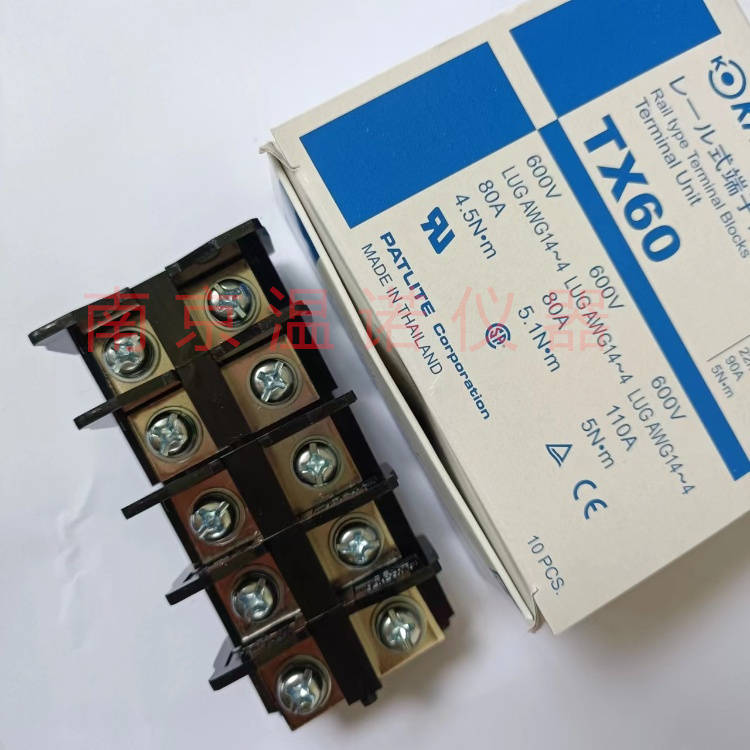 レール式端子
Rail type Terminal Blocks
Terminal Unit
TX60
600V
LUG AWG14~4
80A
4.5N•m
PATLITE Corporation
MADE IN THAILAND
600V
LUG AWG14~4
80A
5.1N•m
600V
LUG AWG14~4
110A
5N•m
CE
10 PCS.
90A
5N•m
南京温诺仪器